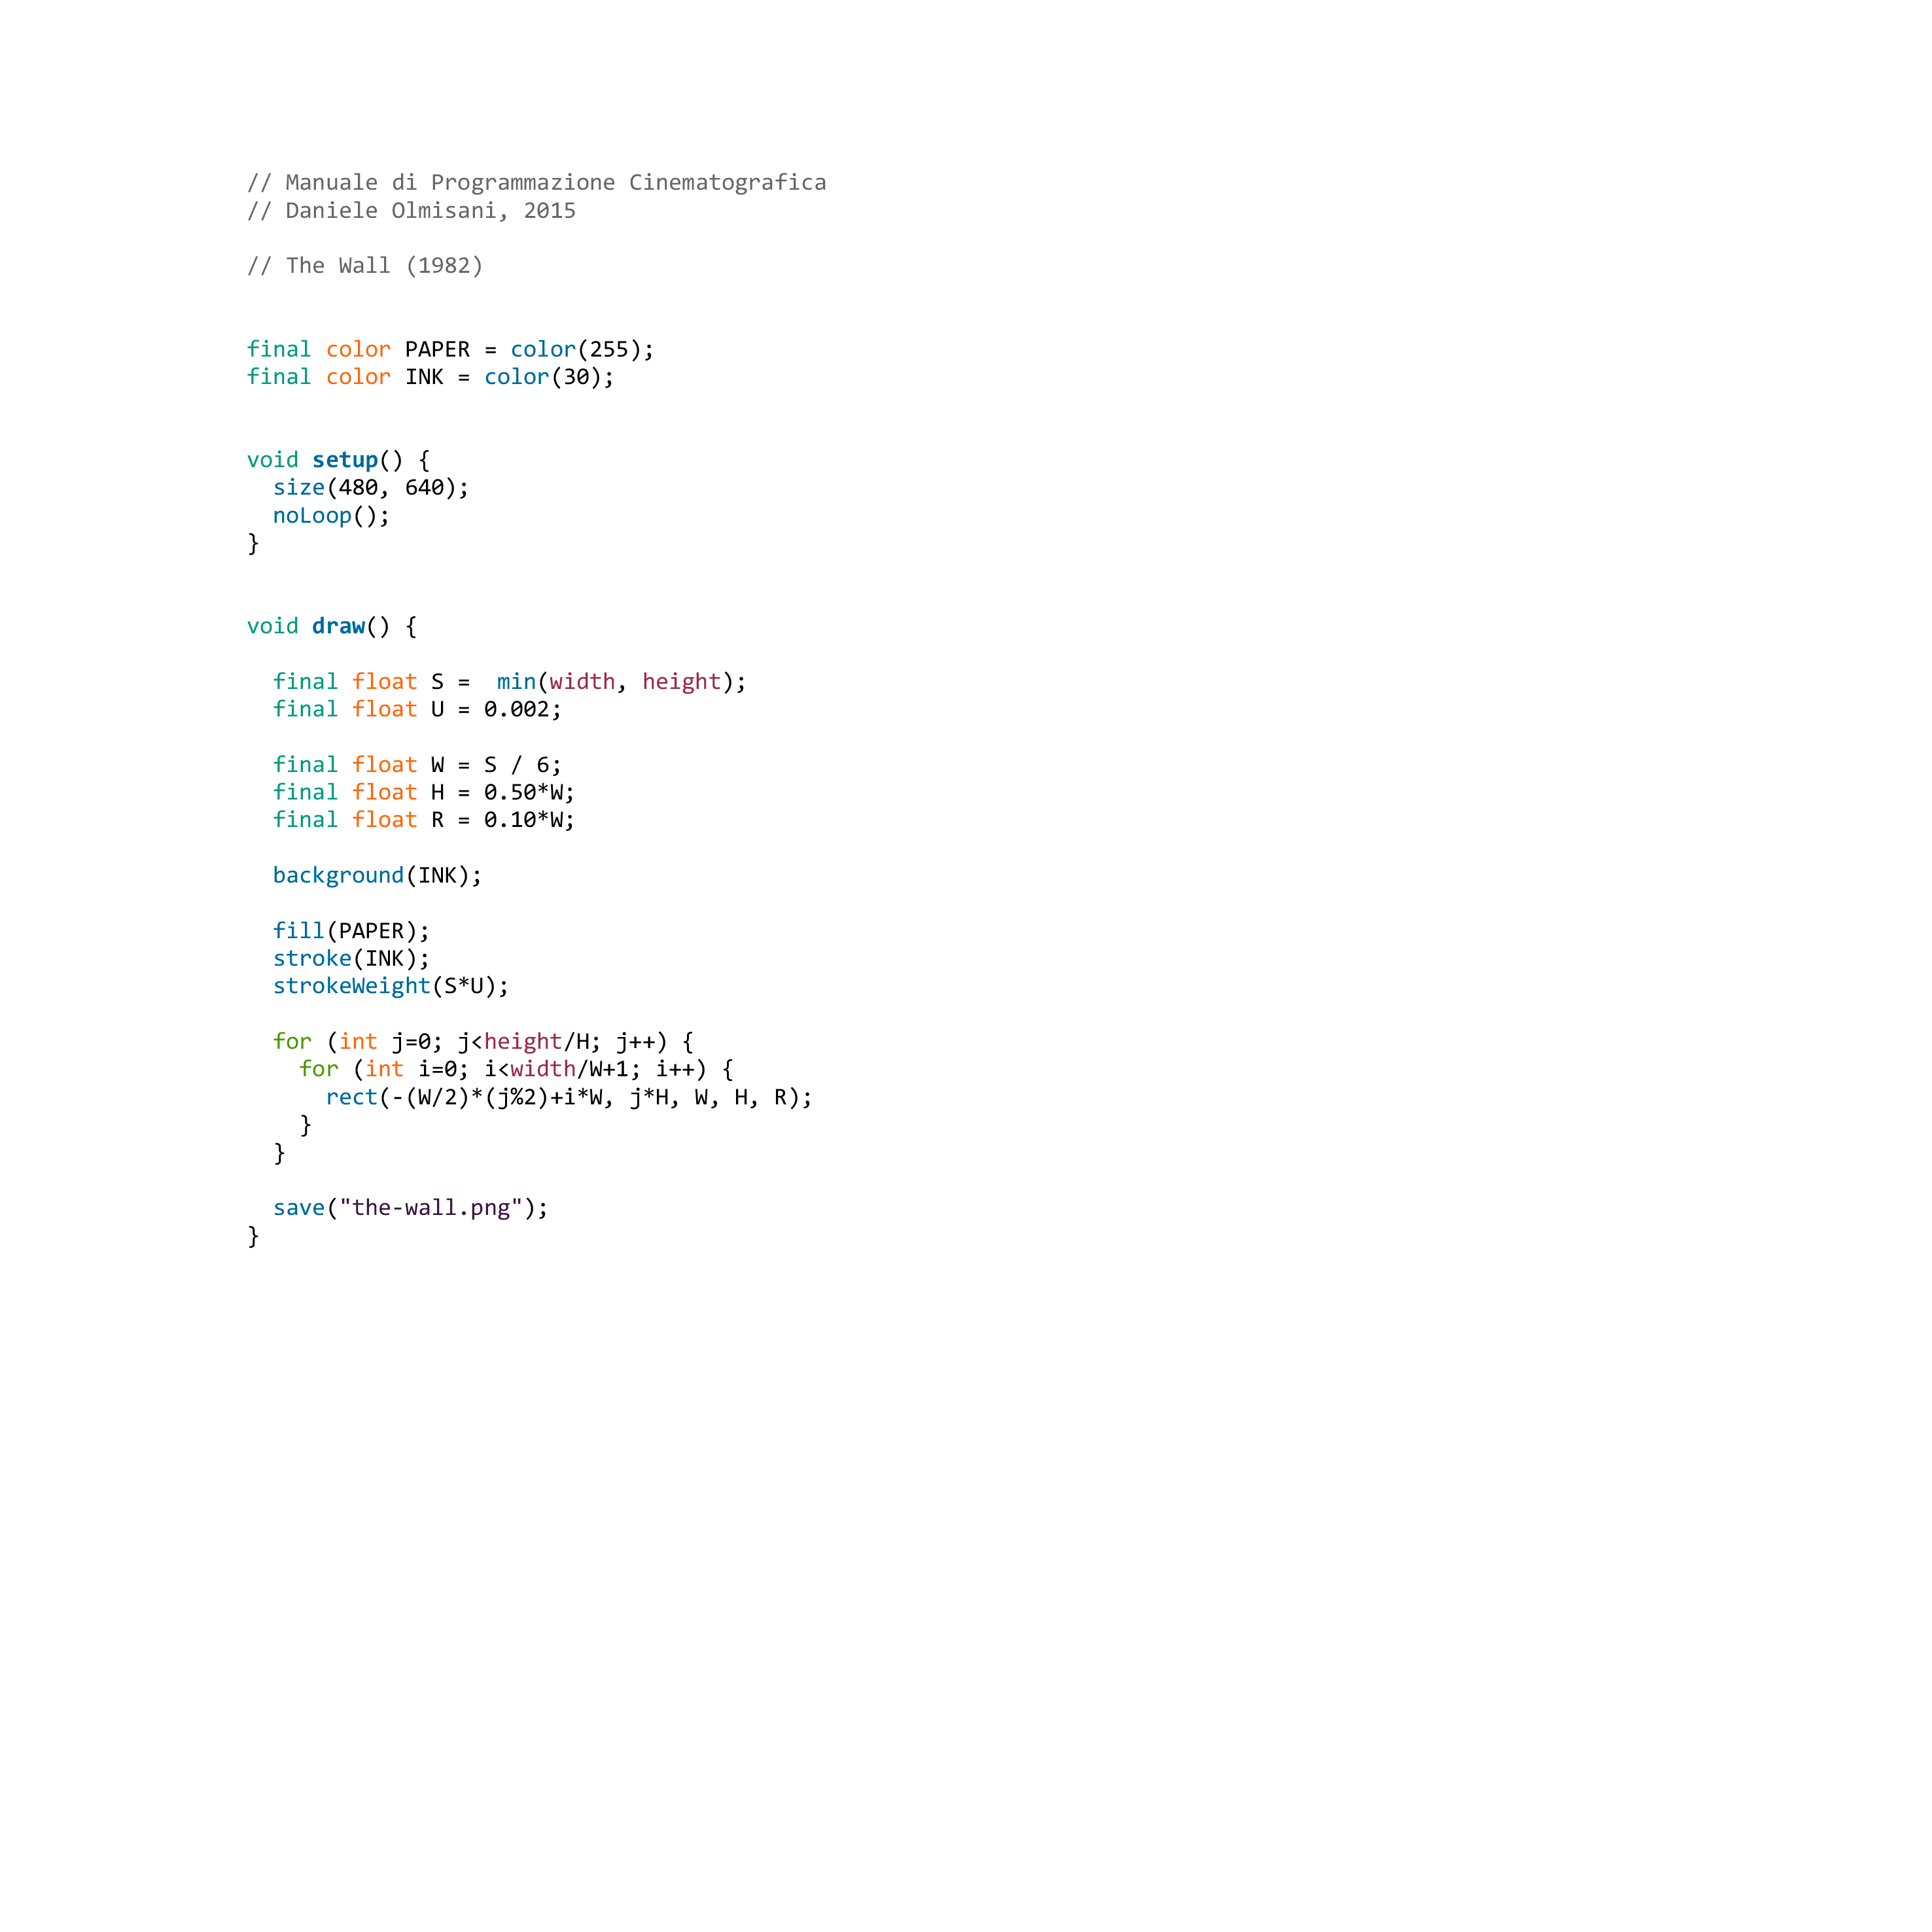 // Manuale di Programmazione Cinematografica
// Daniele Olmisani, 2015

// The Wall (1982)


final color PAPER = color(255);
final color INK = color(30);


void setup() {
  size(480, 640);
  noLoop();
}


void draw() {

  final float S =  min(width, height);
  final float U = 0.002;

  final float W = S / 6;
  final float H = 0.50*W;
  final float R = 0.10*W;

  background(INK);

  fill(PAPER);
  stroke(INK);
  strokeWeight(S*U);

  for (int j=0; j<height/H; j++) {
    for (int i=0; i<width/W+1; i++) {
      rect(-(W/2)*(j%2)+i*W, j*H, W, H, R);
    }
  }

  save("the-wall.png");
}